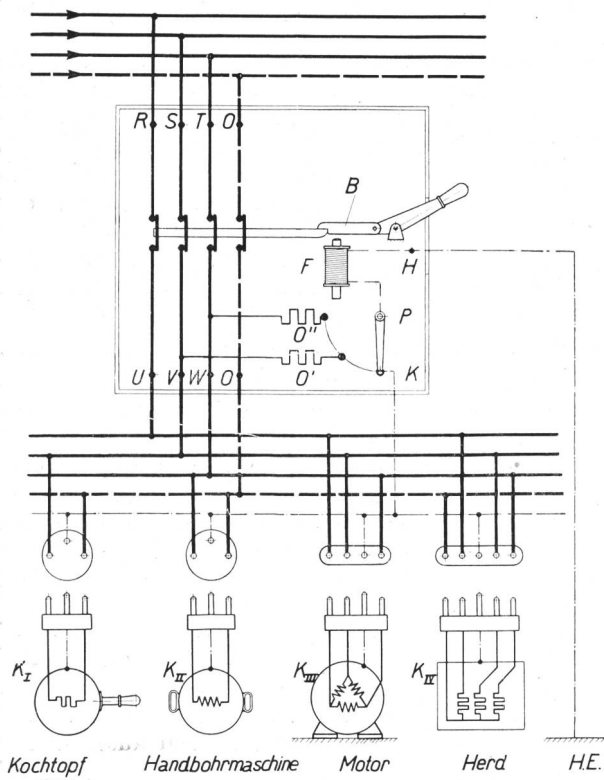 R S T O
B
F H
P
O"
O'
U V W O K
K_I K_II K_III K_IV
Kochtopf Handbohrmaschine Motor Herd H.E.